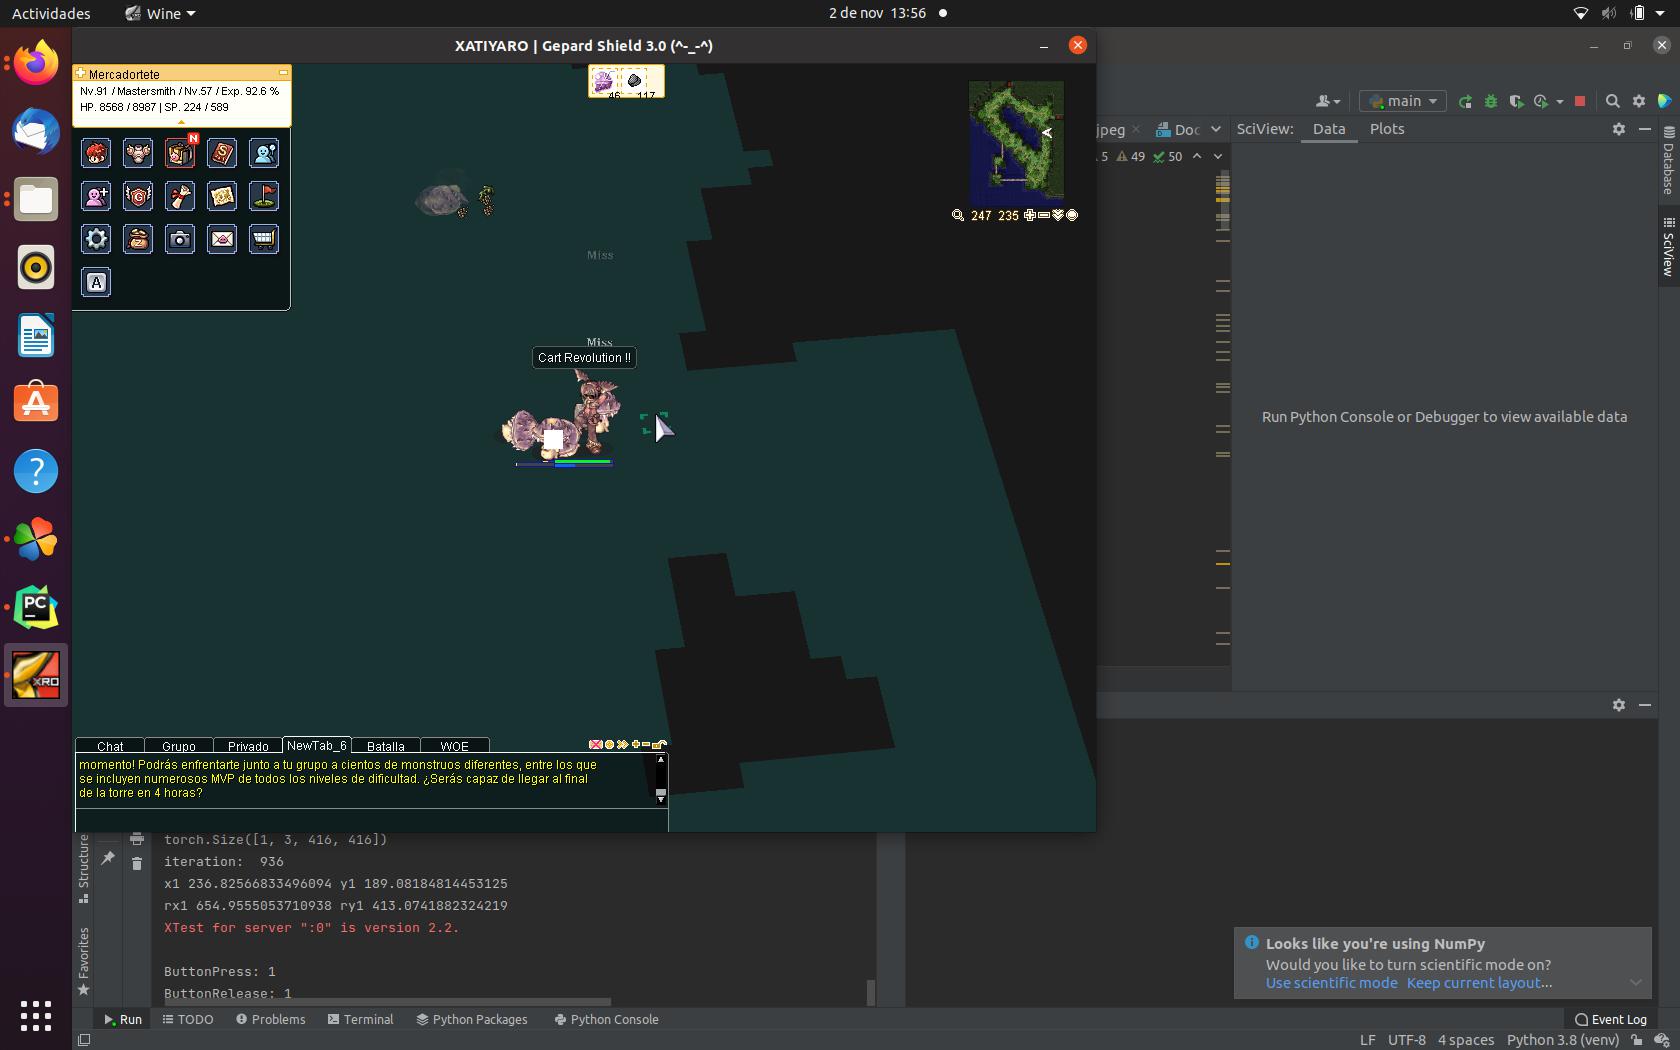 Actividades
Wine
2 de nov 13:56
XATIYARO | Gepard Shield 3.0 (^-_-^)
Mercadortete
Nv.91 / Mastersmith / Nv.57 / Exp. 92.6 %
HP. 8568 / 8987 | SP. 224 / 589
N
A
46 117
247 235
Miss
Miss
Cart Revolution !!
Chat
Grupo
Privado
NewTab_6
Batalla
WOE
momento! Podrás enfrentarte junto a tu grupo a cientos de monstruos diferentes, entre los que
se incluyen numerosos MVP de todos los niveles de dificultad. ¿Serás capaz de llegar al final
de la torre en 4 horas?
main
jpeg
Doc
SciView:
Data
Plots
5 49 50
Database
SciView
Run Python Console or Debugger to view available data
PC
XRO
Structure
Favorites
torch.Size([1, 3, 416, 416])
iteration:  936
x1 236.82566833496094 y1 189.08184814453125
rx1 654.9555053710938 ry1 413.0741882324219
XTest for server ":0" is version 2.2.
ButtonPress: 1
ButtonRelease: 1
Looks like you're using NumPy
Would you like to turn scientific mode on?
Use scientific mode Keep current layout...
Run
TODO
Problems
Terminal
Python Packages
Python Console
Event Log
LF UTF-8 4 spaces Python 3.8 (venv)